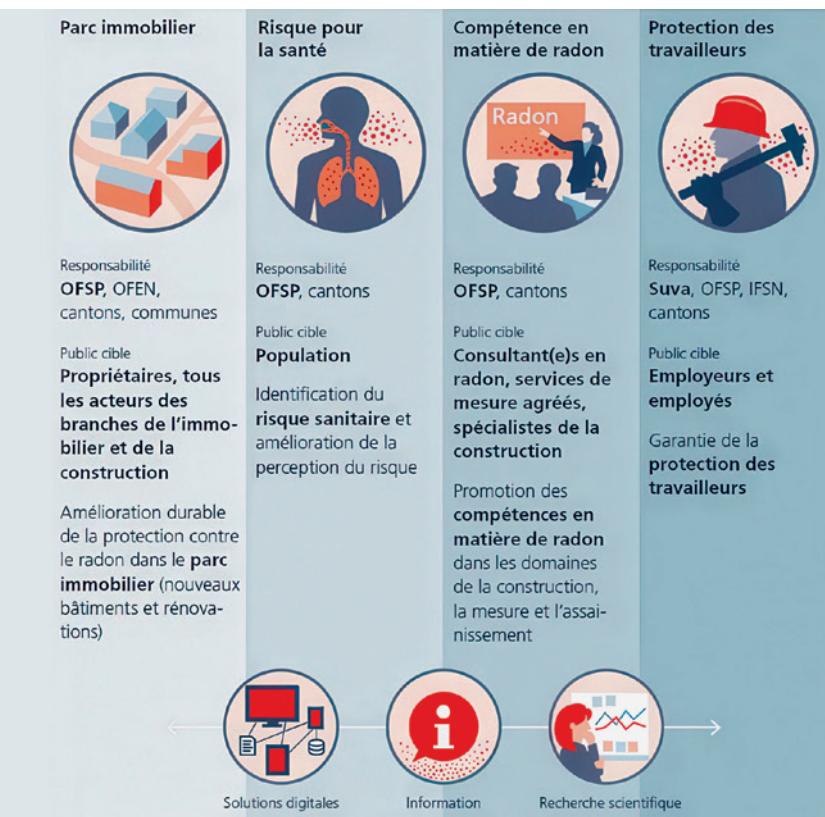 Parc immobilier
Responsabilité
OFSP, OFEN,
cantons, communes
Public cible
Propriétaires, tous
les acteurs des
branches de l'immo-
bilier et de la
construction
Amélioration durable
de la protection contre
le radon dans le parc
immobilier (nouveaux
bâtiments et rénova-
tions)
Risque pour
la santé
Responsabilité
OFSP, cantons
Public cible
Population
Identification du
risque sanitaire et
amélioration de la
perception du risque
Compétence en
matière de radon
Radon
Responsabilité
OFSP, cantons
Public cible
Consultant(e)s en
radon, services de
mesure agréés,
spécialistes de la
construction
Promotion des
compétences en
matière de radon
dans les domaines
de la construction,
la mesure et l'assai-
nissement
Protection des
travailleurs
Responsabilité
Suva, OFSP, IFSN,
cantons
Public cible
Employeurs et
employés
Garantie de la
protection des
travailleurs
i
Solutions digitales
Information
Recherche scientifique